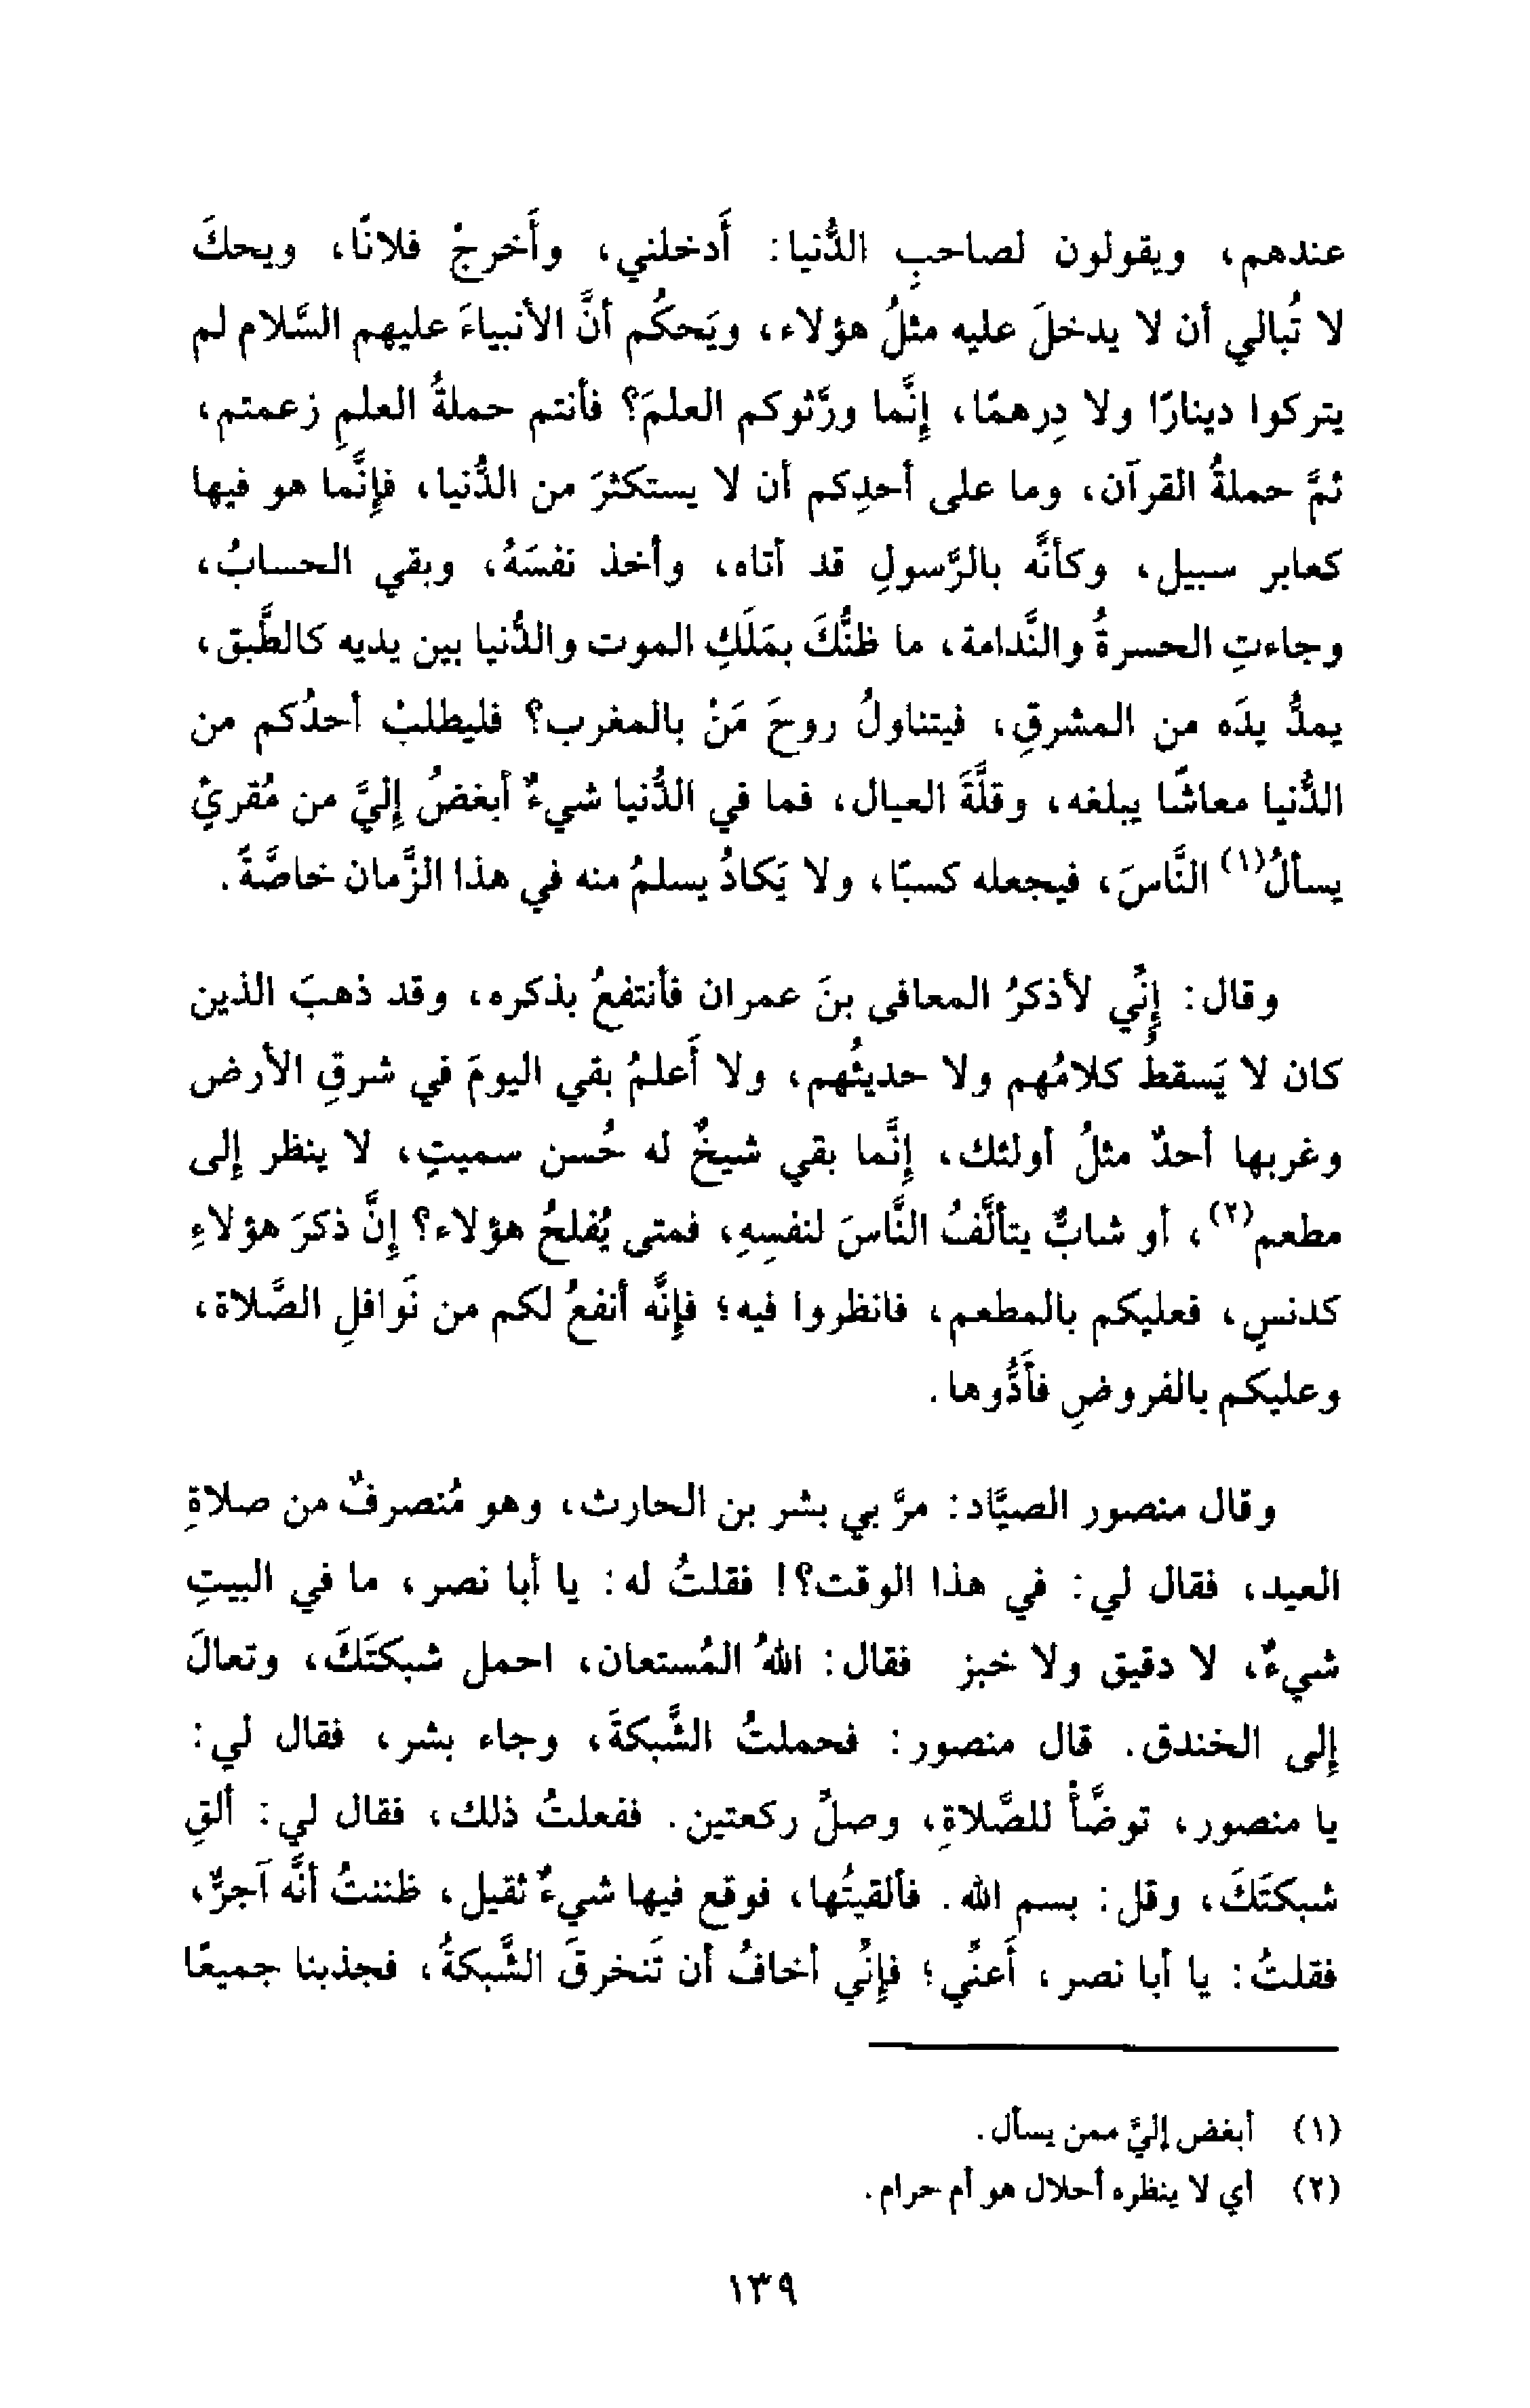 عندهم، ويقولون لصاحبِ الدُّنيا: أَدخلني، وأَخرجْ فلانًا، ويحكَ
لا تُبالي أن لا يدخلَ عليه مثلُ هؤلاء، ويَحكُم أنَّ الأنبياءَ عليهم السَّلام لم
يتركوا دينارًا ولا دِرهمًا، إنَّما ورَّثوكم العلمَ؟ فأنتم حملةُ العلمِ زعمتم،
ثمَّ حملةُ القرآن، وما على أحدِكم أن لا يستكثرَ من الدُّنيا، فإنَّما هو فيها
كعابر سبيل، وكأنَّه بالرَّسولِ قد أتاه، وأخذ نفسَهُ، وبقي الحسابُ،
وجاءتِ الحسرةُ والنَّدامة، ما ظنُّكَ بمَلَكِ الموت والدُّنيا بين يديه كالطَّبق،
يمدُّ يدَه من المشرقِ، فيتناولُ روحَ مَنْ بالمغرب؟ فليطلبْ أحدُكم من
الدُّنيا معاشًا يبلغه، وقلَّةَ العيال، فما في الدُّنيا شيءٌ أبغضُ إليَّ من مُقرئٍ
يسألُ(١) النَّاسَ، فيجعله كسبًا، ولا يَكادُ يسلمُ منه في هذا الزَّمان خاصَّةً.
وقال: إنِّي لأذكرُ المعافى بنَ عمران فأنتفعُ بذكره، وقد ذهبَ الذين
كان لا يَسقطُ كلامُهم ولا حديثُهم، ولا أَعلمُ بقي اليومَ في شرقِ الأرض
وغربها أحدٌ مثلُ أولئك، إنَّما بقي شيخٌ له حُسن سميتٍ، لا ينظر إلى
مطعم(٢)، أو شابٌّ يتألَّفُ النَّاسَ لنفسِهِ، فمتى يُفلحُ هؤلاء؟ إنَّ ذكرَ هؤلاءِ
كدنسٍ، فعليكم بالمطعم، فانظروا فيه؛ فإنَّه أنفعُ لكم من نَوافلِ الصَّلاة،
وعليكم بالفروضِ فأَدُّوها.
وقال منصور الصيَّاد: مرَّ بي بشر بن الحارث، وهو مُنصرفٌ من صلاةِ
العيد، فقال لي: في هذا الوقت؟! فقلتُ له: يا أبا نصر، ما في البيتِ
شيءٌ، لا دقيق ولا خبز فقال: اللهُ المُستعان، احمل شبكتَكَ، وتعالَ
إلى الخندق. قال منصور: فحملتُ الشَّبكةَ، وجاء بشر، فقال لي:
يا منصور، توضَّأْ للصَّلاةِ، وصلِّ ركعتين. ففعلتُ ذلك، فقال لي: ألقِ
شبكتَكَ، وقل: بسم الله. فألقيتُها، فوقع فيها شيءٌ ثقيل، ظننتُ أنَّه آجرٌّ،
فقلتُ: يا أبا نصر، أَعنِّي؛ فإنِّي أخافُ أن تَنخرقَ الشَّبكةُ، فجذبنا جميعًا
(١) أبغض إليَّ ممن يسأل.
(٢) أي لا ينظره أحلال هو أم حرام.
١٣٩